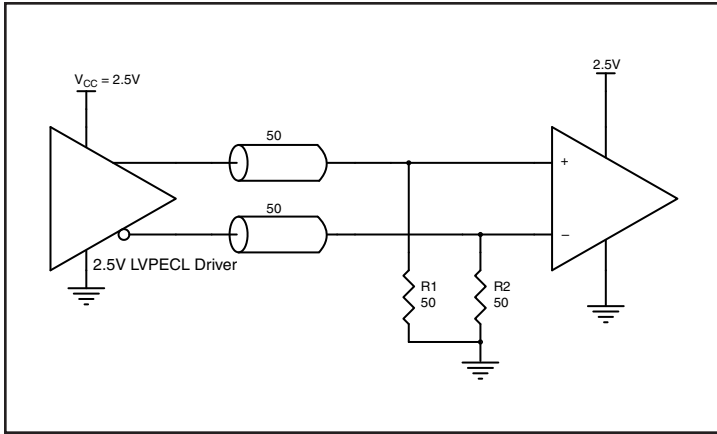 V_CC = 2.5V
2.5V
50
+
50
−
2.5V LVPECL Driver
R1
50
R2
50